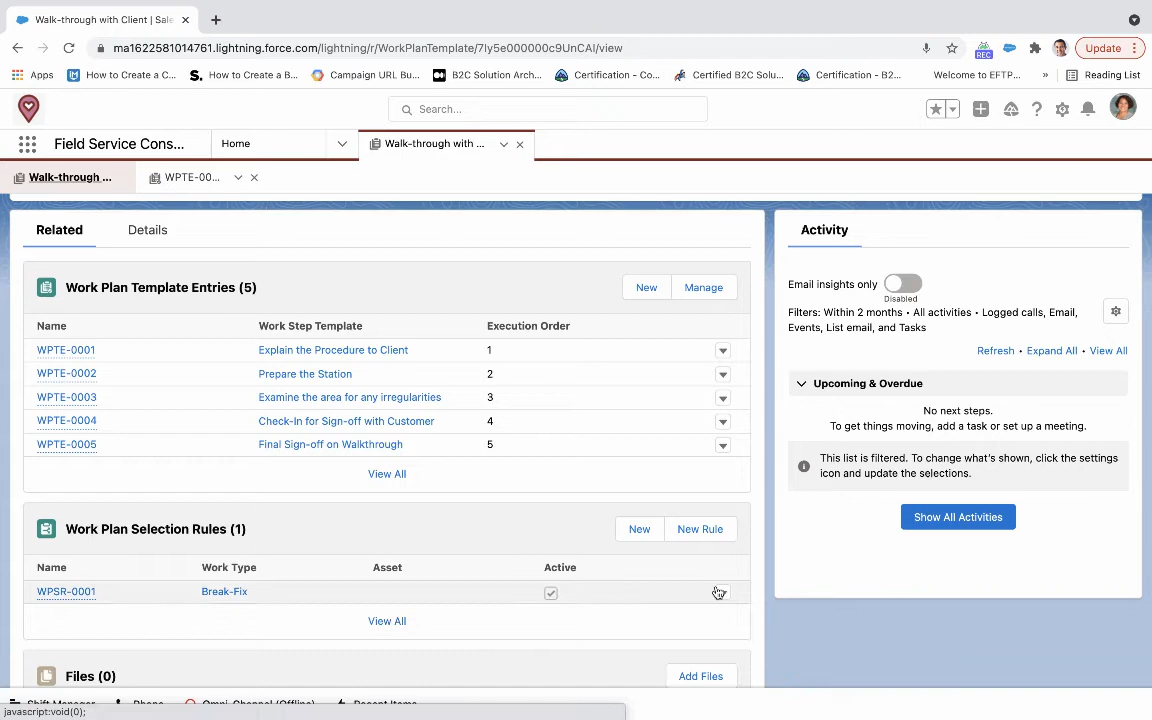 Walk-through with Client | Sale
ma1622581014761.lightning.force.com/lightning/r/WorkPlanTemplate/7Iy5e000000c9UnCAI/view
REC
Update
Apps
How to Create a C...
How to Create a B...
Campaign URL Bu...
B2C Solution Arch...
Certification - Co...
Certified B2C Solu...
Certification - B2...
Welcome to EFTP...
»
Reading List
Search...
Field Service Cons...
Home
Walk-through with ...
Walk-through ...
WPTE-00...
Related
Details
Work Plan Template Entries (5)
New
Manage
Name
Work Step Template
Execution Order
WPTE-0001
Explain the Procedure to Client
1
WPTE-0002
Prepare the Station
2
WPTE-0003
Examine the area for any irregularities
3
WPTE-0004
Check-In for Sign-off with Customer
4
WPTE-0005
Final Sign-off on Walkthrough
5
View All
Work Plan Selection Rules (1)
New
New Rule
Name
Work Type
Asset
Active
WPSR-0001
Break-Fix
View All
Files (0)
Add Files
Activity
Email insights only
Disabled
Filters: Within 2 months • All activities • Logged calls, Email,
Events, List email, and Tasks
Refresh • Expand All • View All
Upcoming & Overdue
No next steps.
To get things moving, add a task or set up a meeting.
This list is filtered. To change what's shown, click the settings
icon and update the selections.
Show All Activities
Shift Manager
Phone
Omni-Channel (Offline)
Recent Items
javascript:void(0);